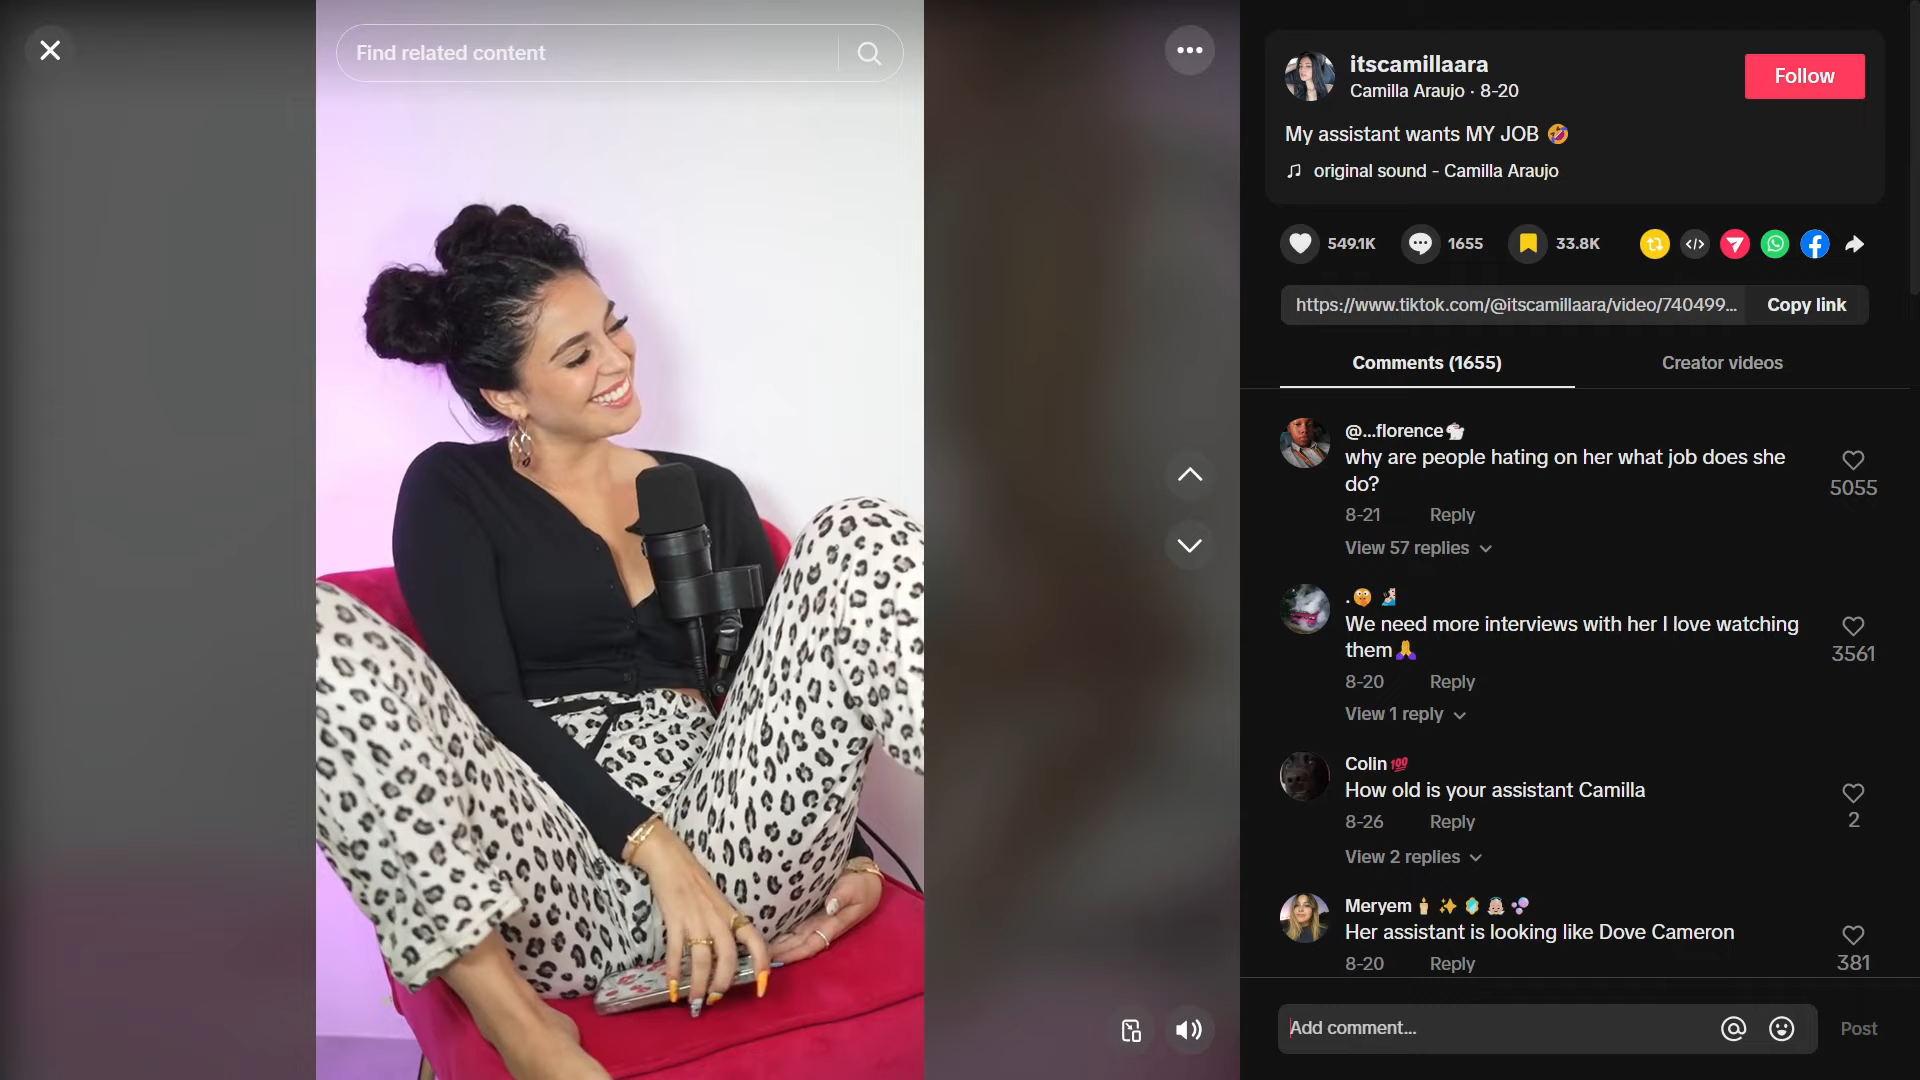 Find related content
itscamillaara
Camilla Araujo · 8-20
Follow
My assistant wants MY JOB 🤣
original sound - Camilla Araujo
549.1K
1655
33.8K
https://www.tiktok.com/@itscamillaara/video/740499...
Copy link
Comments (1655)
Creator videos
@...florence🐁
why are people hating on her what job does she
do?
5055
8-21
Reply
View 57 replies
.
We need more interviews with her I love watching
them🙏
3561
8-20
Reply
View 1 reply
Colin💯
How old is your assistant Camilla
2
8-26
Reply
View 2 replies
Meryem
Her assistant is looking like Dove Cameron
381
8-20
Reply
Add comment...
Post